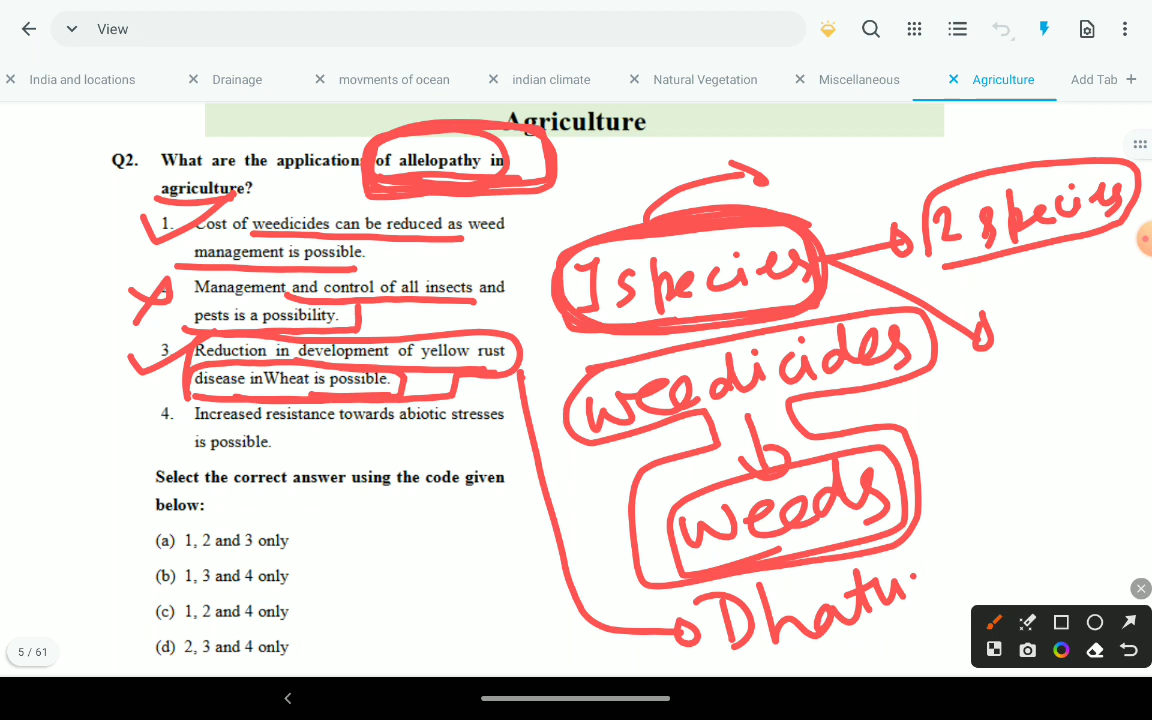 View
India and locations
Drainage
movments of ocean
indian climate
Natural Vegetation
Miscellaneous
Agriculture
Add Tab
Agriculture
Q2. What are the application of allelopathy in
agriculture?
1. Cost of weedicides can be reduced as weed
management is possible.
2. Management and control of all insects and
pests is a possibility.
3 Reduction in development of yellow rust
disease inWheat is possible.
4. Increased resistance towards abiotic stresses
is possible.
Select the correct answer using the code given
below:
(a) 1, 2 and 3 only
(b) 1, 3 and 4 only
(c) 1, 2 and 4 only
(d) 2, 3 and 4 only
1 species
2 species
weedicides
weeds
Dhatu
5 / 61